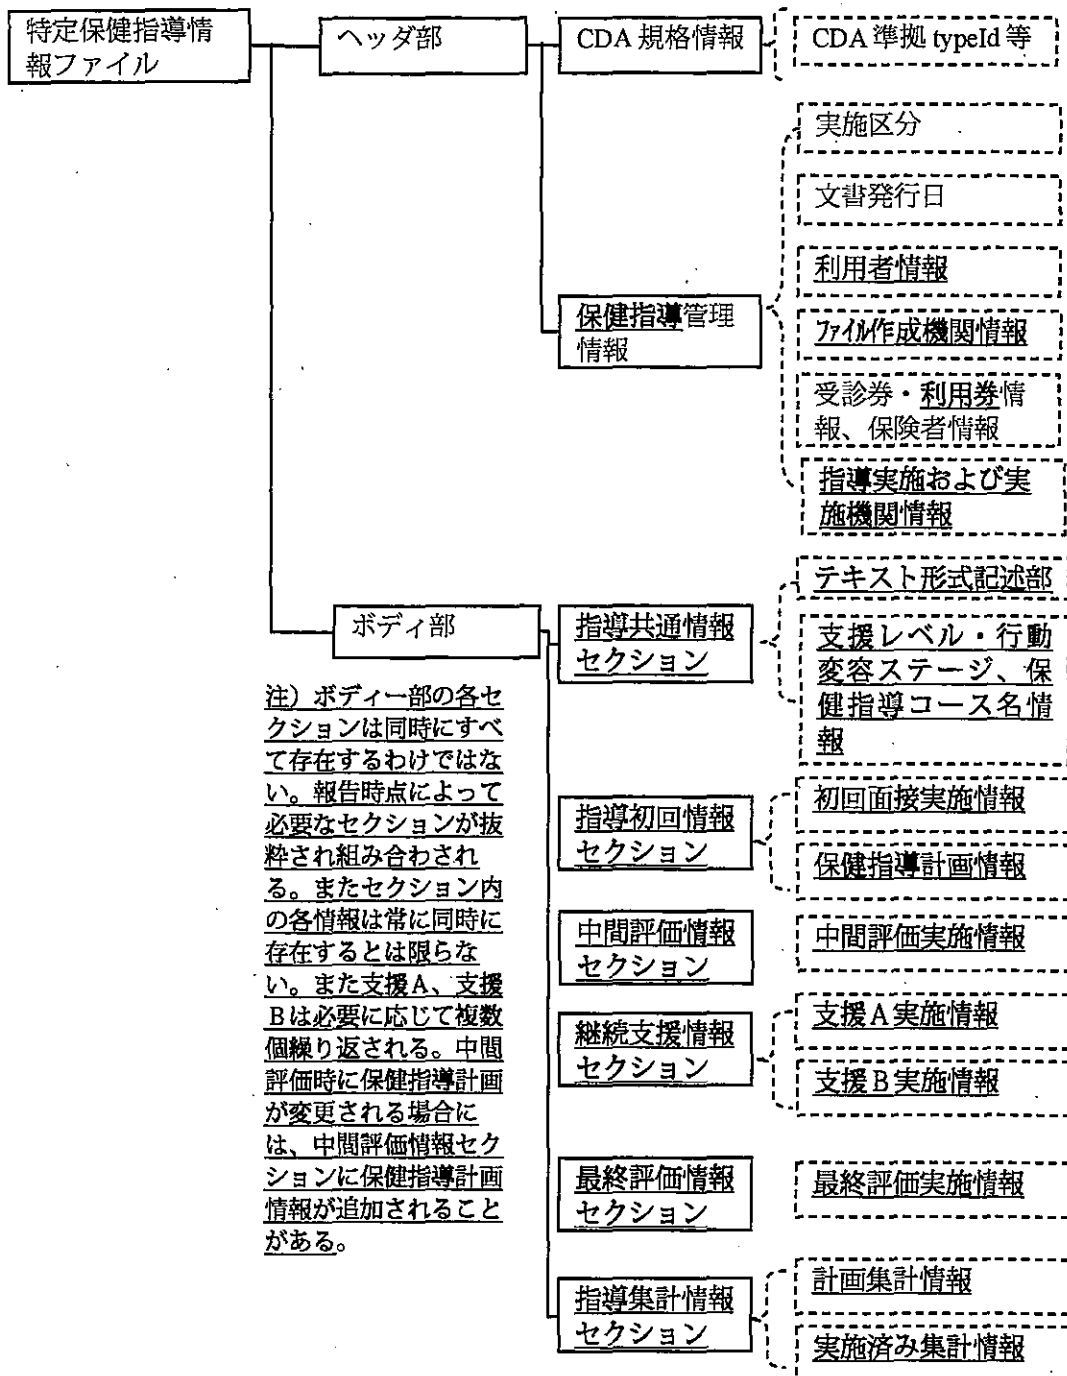 特定保健指導情
報ファイル
ヘッダ部
CDA 規格情報
CDA 準拠 typeId 等
実施区分
文書発行日
利用者情報
ファイル作成機関情報
保健指導管理
情報
受診券・利用券情
報、保険者情報
指導実施および実
施機関情報
ボディ部
指導共通情報
セクション
テキスト形式記述部
支援レベル・行動
変容ステージ、保
健指導コース名情
報
注）ボディー部の各セ
クションは同時にすべ
て存在するわけではな
い。報告時点によって
必要なセクションが抜
粋され組み合わされ
る。またセクション内
の各情報は常に同時に
存在するとは限らな
い。また支援A、支援
Bは必要に応じて複数
個繰り返される。中間
評価時に保健指導計画
が変更される場合に
は、中間評価情報セク
ションに保健指導計画
情報が追加されること
がある。
指導初回情報
セクション
初回面接実施情報
保健指導計画情報
中間評価情報
セクション
中間評価実施情報
継続支援情報
セクション
支援A実施情報
支援B実施情報
最終評価情報
セクション
最終評価実施情報
指導集計情報
セクション
計画集計情報
実施済み集計情報